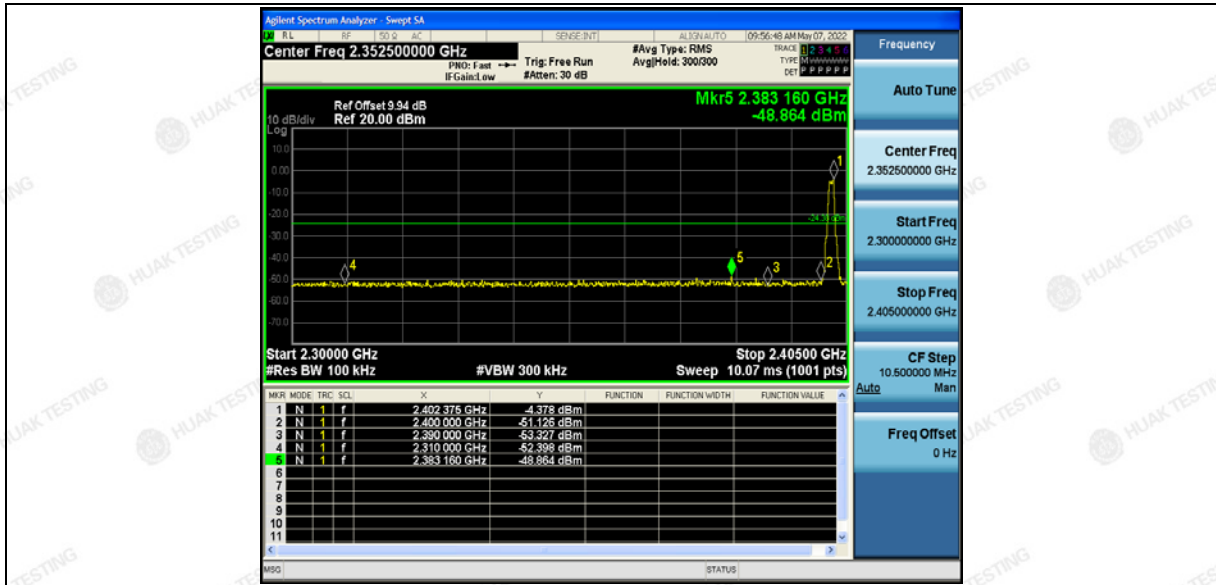 Agilent Spectrum Analyzer - Swept SA
RL RF 50 Ω AC SENSE:INT ALIGN AUTO 09:56:48 AM May 07, 2022
Center Freq 2.352500000 GHz
PNO: Fast
IFGain:Low
Trig: Free Run
#Atten: 30 dB
#Avg Type: RMS
Avg|Hold: 300/300
TRACE 1 2 3 4 5 6
TYPE M
DET P P P P P P
Mkr5 2.383 160 GHz
-48.864 dBm
Ref Offset 9.94 dB
10 dB/div Ref 20.00 dBm
Log
10.0
0.00
-10.0
-20.0
-30.0
-40.0
-50.0
-60.0
-70.0
1
2
3
4
5
Start 2.30000 GHz Stop 2.40500 GHz
#Res BW 100 kHz #VBW 300 kHz Sweep 10.07 ms (1001 pts)
MKR MODE TRC SCL X Y FUNCTION FUNCTION WIDTH FUNCTION VALUE
1 N 1 f 2.402 375 GHz -4.378 dBm
2 N 1 f 2.400 000 GHz -51.126 dBm
3 N 1 f 2.390 000 GHz -53.327 dBm
4 N 1 f 2.310 000 GHz -52.398 dBm
5 N 1 f 2.383 160 GHz -48.864 dBm
6
7
8
9
10
11
MSG STATUS
Frequency
Auto Tune
Center Freq
2.352500000 GHz
Start Freq
2.300000000 GHz
Stop Freq
2.405000000 GHz
CF Step
10.500000 MHz
Auto Man
Freq Offset
0 Hz
HUAK TESTING
HUAK TESTING
HUAK TESTING
HUAK TESTING
HUAK TESTING
HUAK TESTING